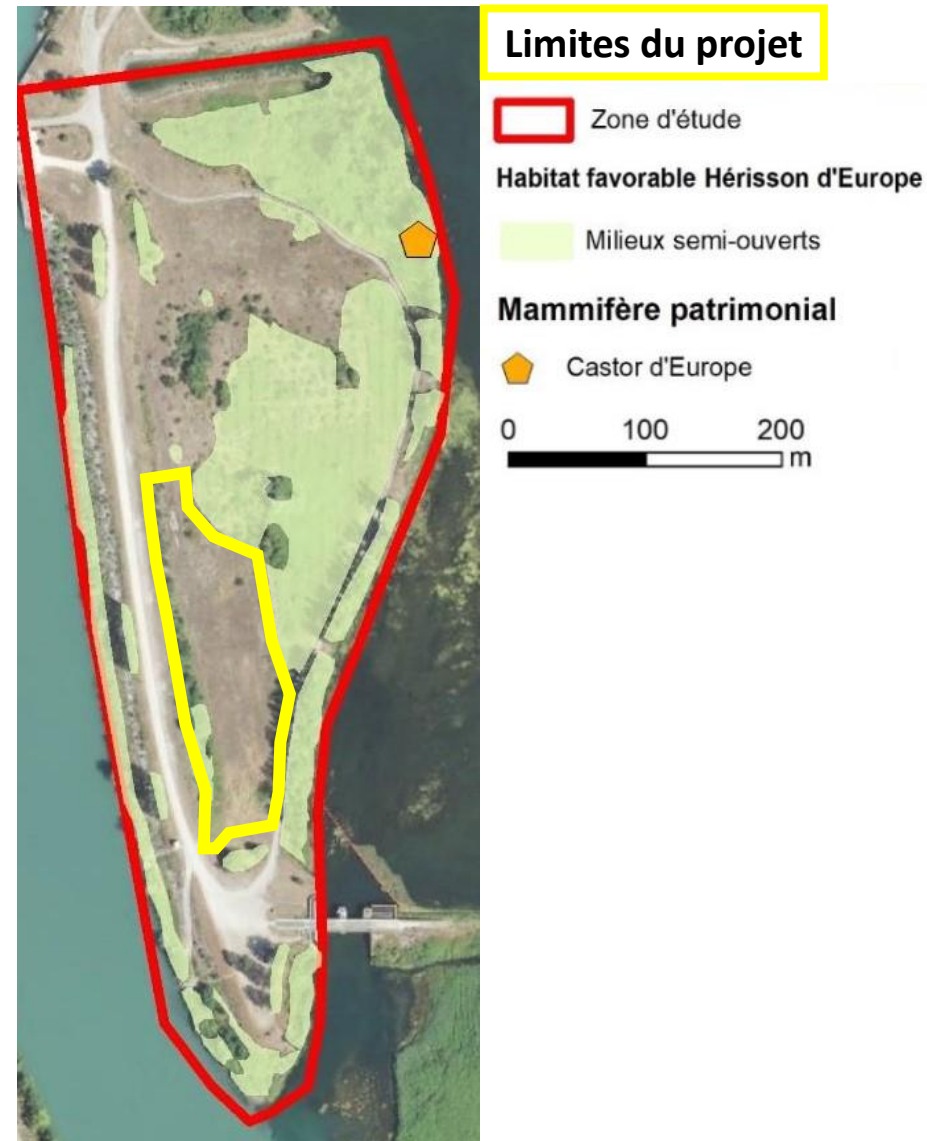 Limites du projet
Zone d'étude
Habitat favorable Hérisson d'Europe
Milieux semi-ouverts
Mammifère patrimonial
Castor d'Europe
0 100 200
m